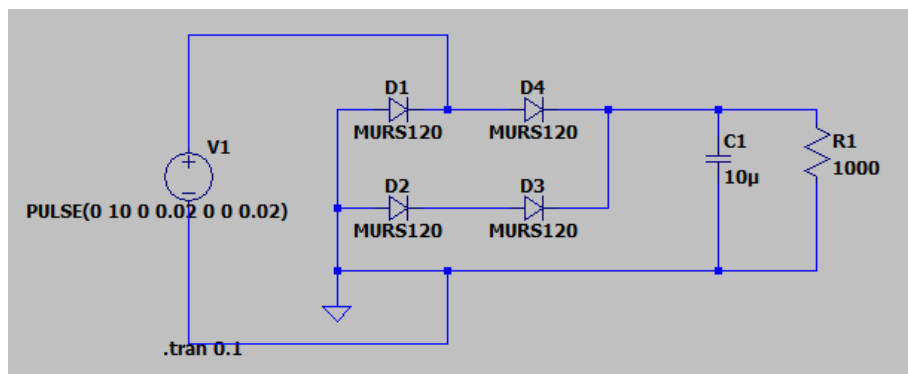 D1
D4
MURS120
MURS120
V1
+
−
C1
R1
10µ
1000
D2
D3
PULSE(0 10 0 0.02 0 0 0.02)
MURS120
MURS120
.tran 0.1